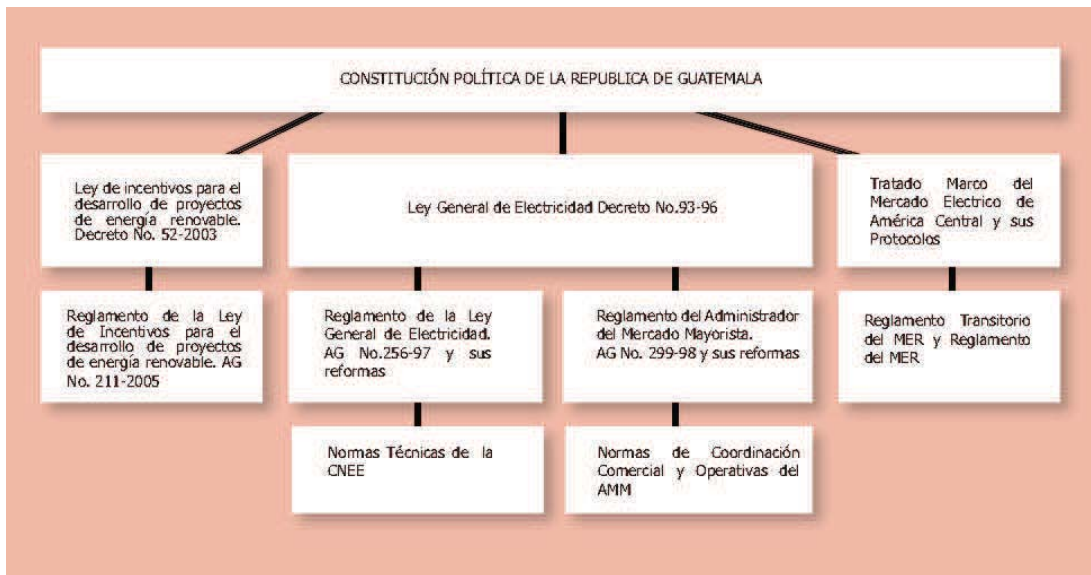 CONSTITUCIÓN POLÍTICA DE LA REPUBLICA DE GUATEMALA
Ley de incentivos para el
desarrollo de proyectos
de energía renovable.
Decreto No. 52-2003
Ley General de Electricidad Decreto No.93-96
Tratado Marco del
Mercado Electrico de
América Central y sus
Protocolos
Reglamento de la Ley
de Incentivos para el
desarrollo de proyectos
de energía renovable. AG
No. 211-2005
Reglamento de la Ley
General de Electricidad.
AG No.256-97 y sus
reformas
Reglamento del Administrador
del Mercado Mayorista.
AG No. 299-98 y sus reformas
Reglamento Transitorio
del MER y Reglamento
del MER
Normas Técnicas de la
CNEE
Normas de Coordinación
Comercial y Operativas del
AMM